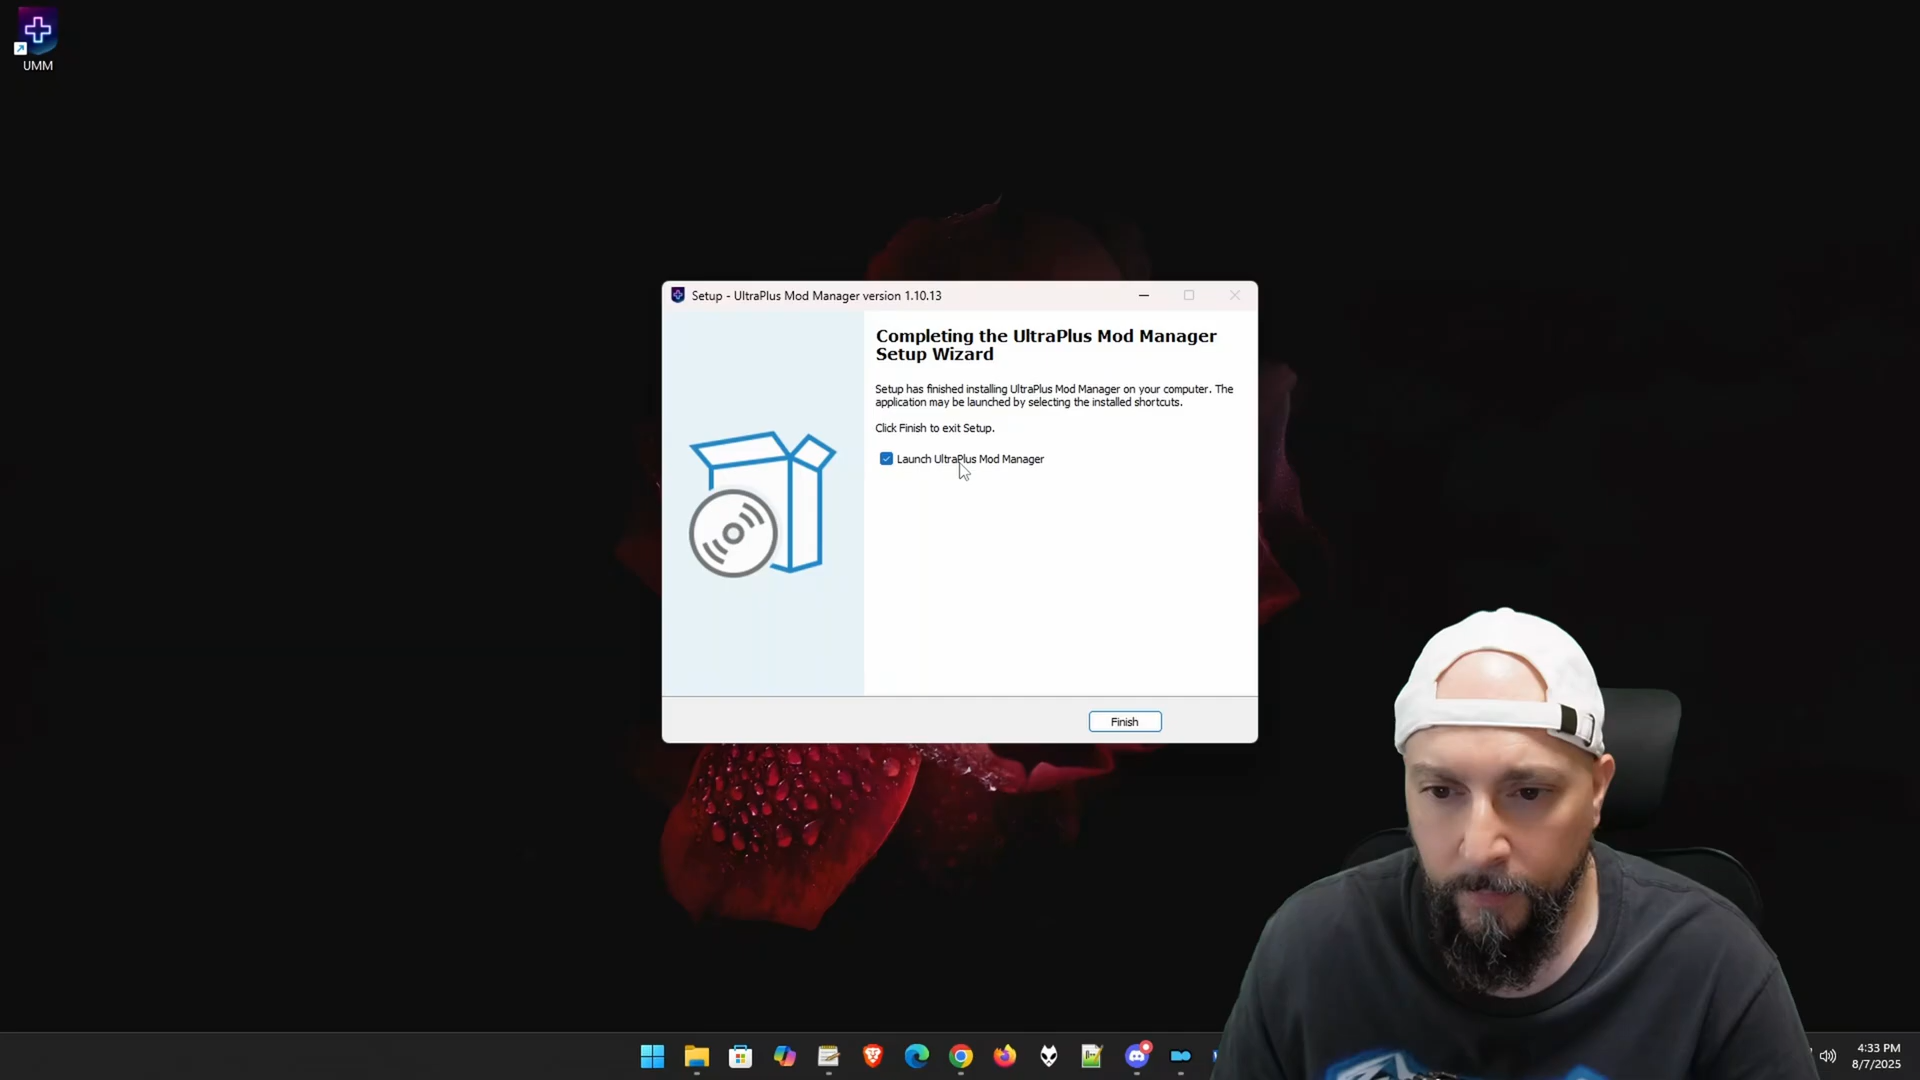 UMM
Setup - UltraPlus Mod Manager version 1.10.13
Completing the UltraPlus Mod Manager
Setup Wizard
Setup has finished installing UltraPlus Mod Manager on your computer. The
application may be launched by selecting the installed shortcuts.
Click Finish to exit Setup.
Launch UltraPlus Mod Manager
Finish
4:33 PM
8/7/2025